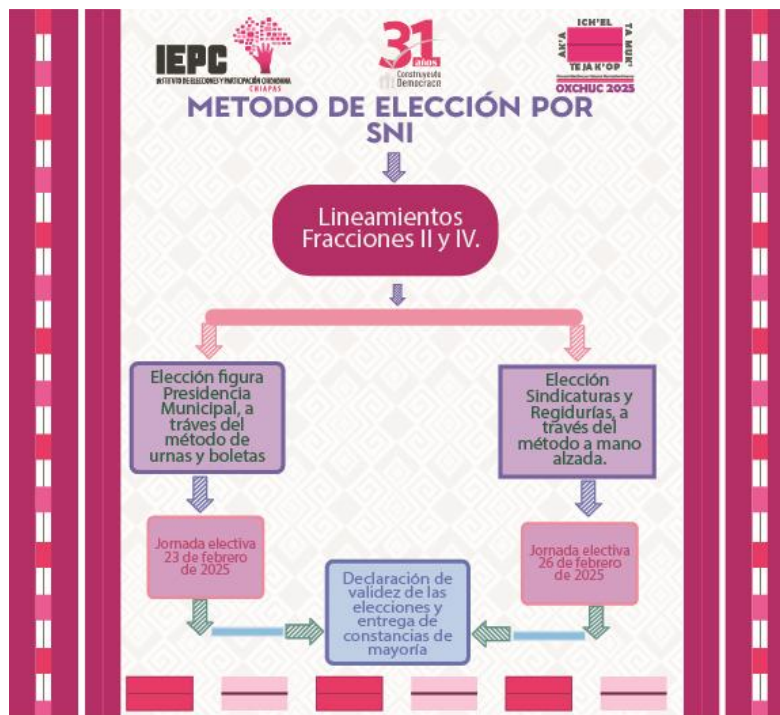 IEPC
INSTITUTO DE ELECCIONES Y PARTICIPACIÓN CIUDADANA
CHIAPAS
31
años
Construyendo
Democracia
ICH'EL
AK'A
TA MUK'
TE JA K'OP
OXCHUC 2025
METODO DE ELECCIÓN POR
SNI
Lineamientos
Fracciones II y IV.
Elección figura
Presidencia
Municipal, a
tráves del
método de
urnas y boletas
Elección
Sindicaturas y
Regidurías, a
través del
método a mano
alzada.
Jornada electiva
23 de febrero
de 2025
Jornada electiva
26 de febrero
de 2025
Declaración de
validez de las
elecciones y
entrega de
constancias de
mayoría